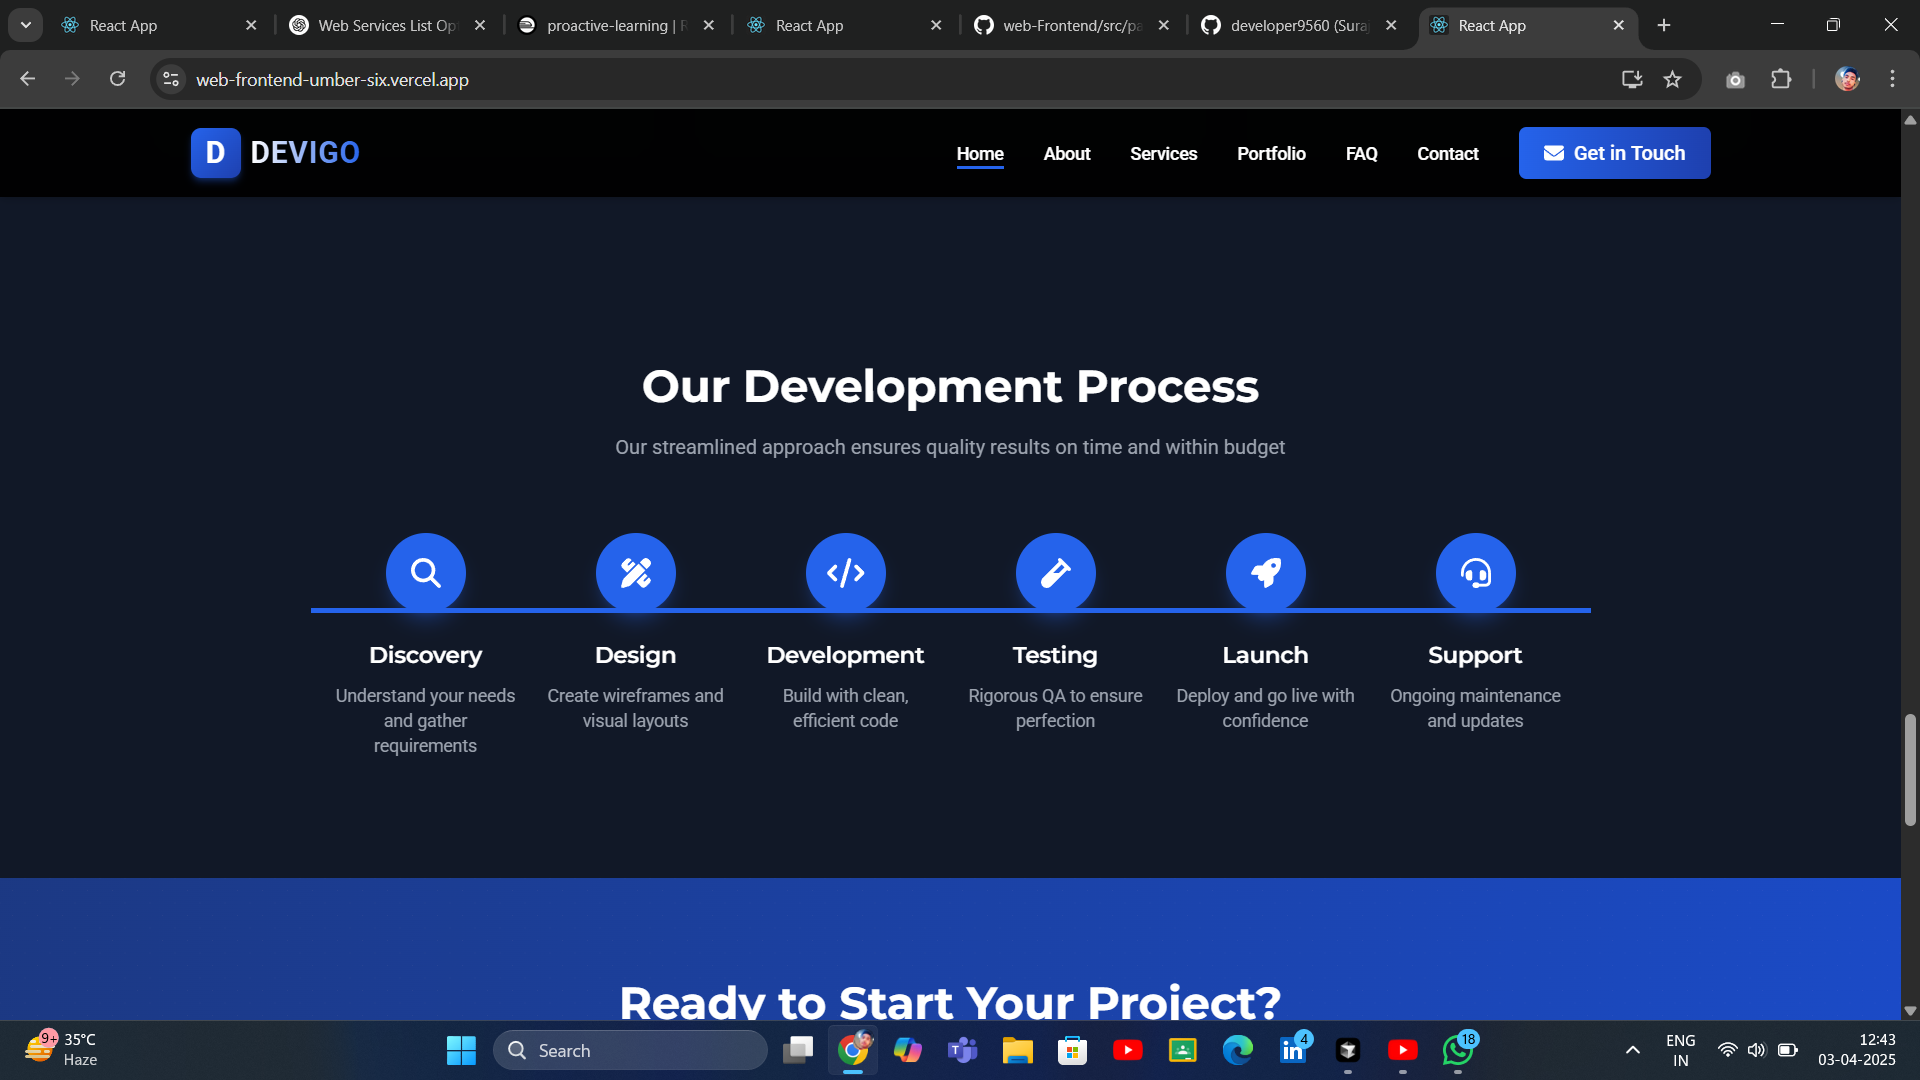 React App
Web Services List Op
proactive-learning | R
React App
web-Frontend/src/pa
developer9560 (Suraj
React App
web-frontend-umber-six.vercel.app
D DEVIGO
Home About Services Portfolio FAQ Contact Get in Touch
Our Development Process
Our streamlined approach ensures quality results on time and within budget
Discovery
Understand your needs
and gather
requirements
Design
Create wireframes and
visual layouts
Development
Build with clean,
efficient code
Testing
Rigorous QA to ensure
perfection
Launch
Deploy and go live with
confidence
Support
Ongoing maintenance
and updates
Ready to Start Your Project?
9+
35°C
Haze
Search
4
18
ENG
IN
12:43
03-04-2025